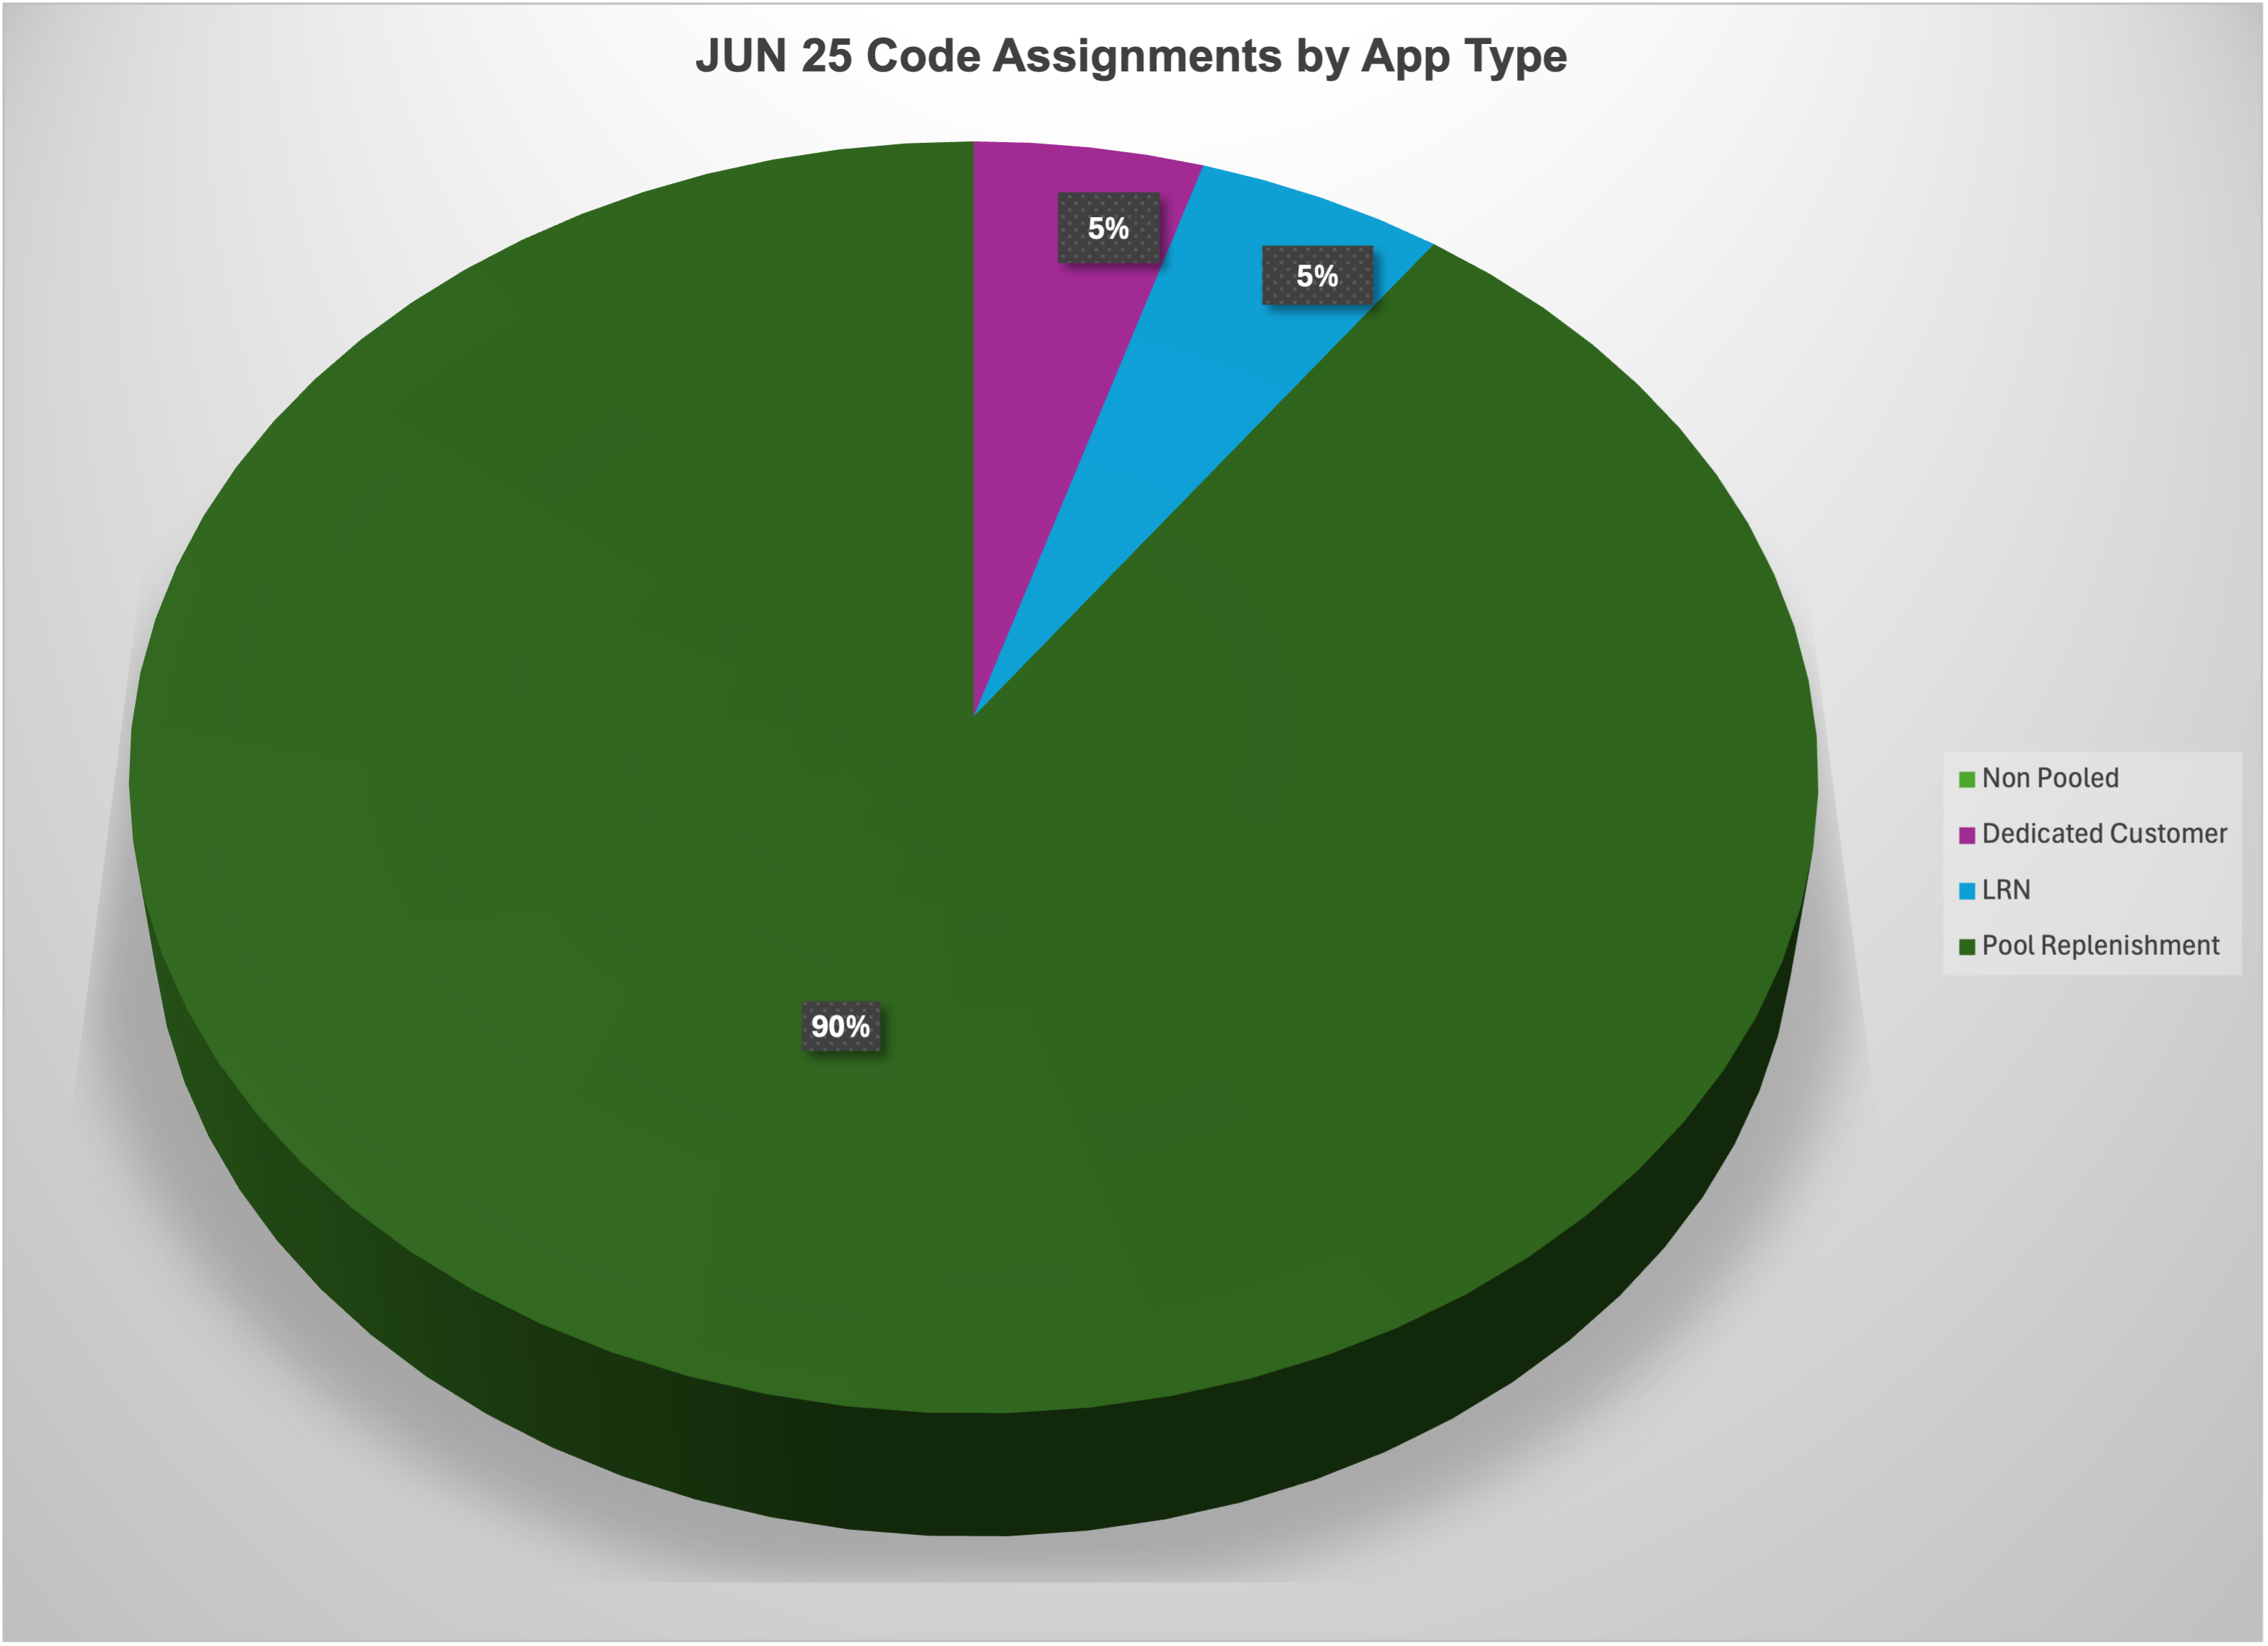 JUN 25 Code Assignments by App Type
5%
5%
90%
Non Pooled
Dedicated Customer
LRN
Pool Replenishment